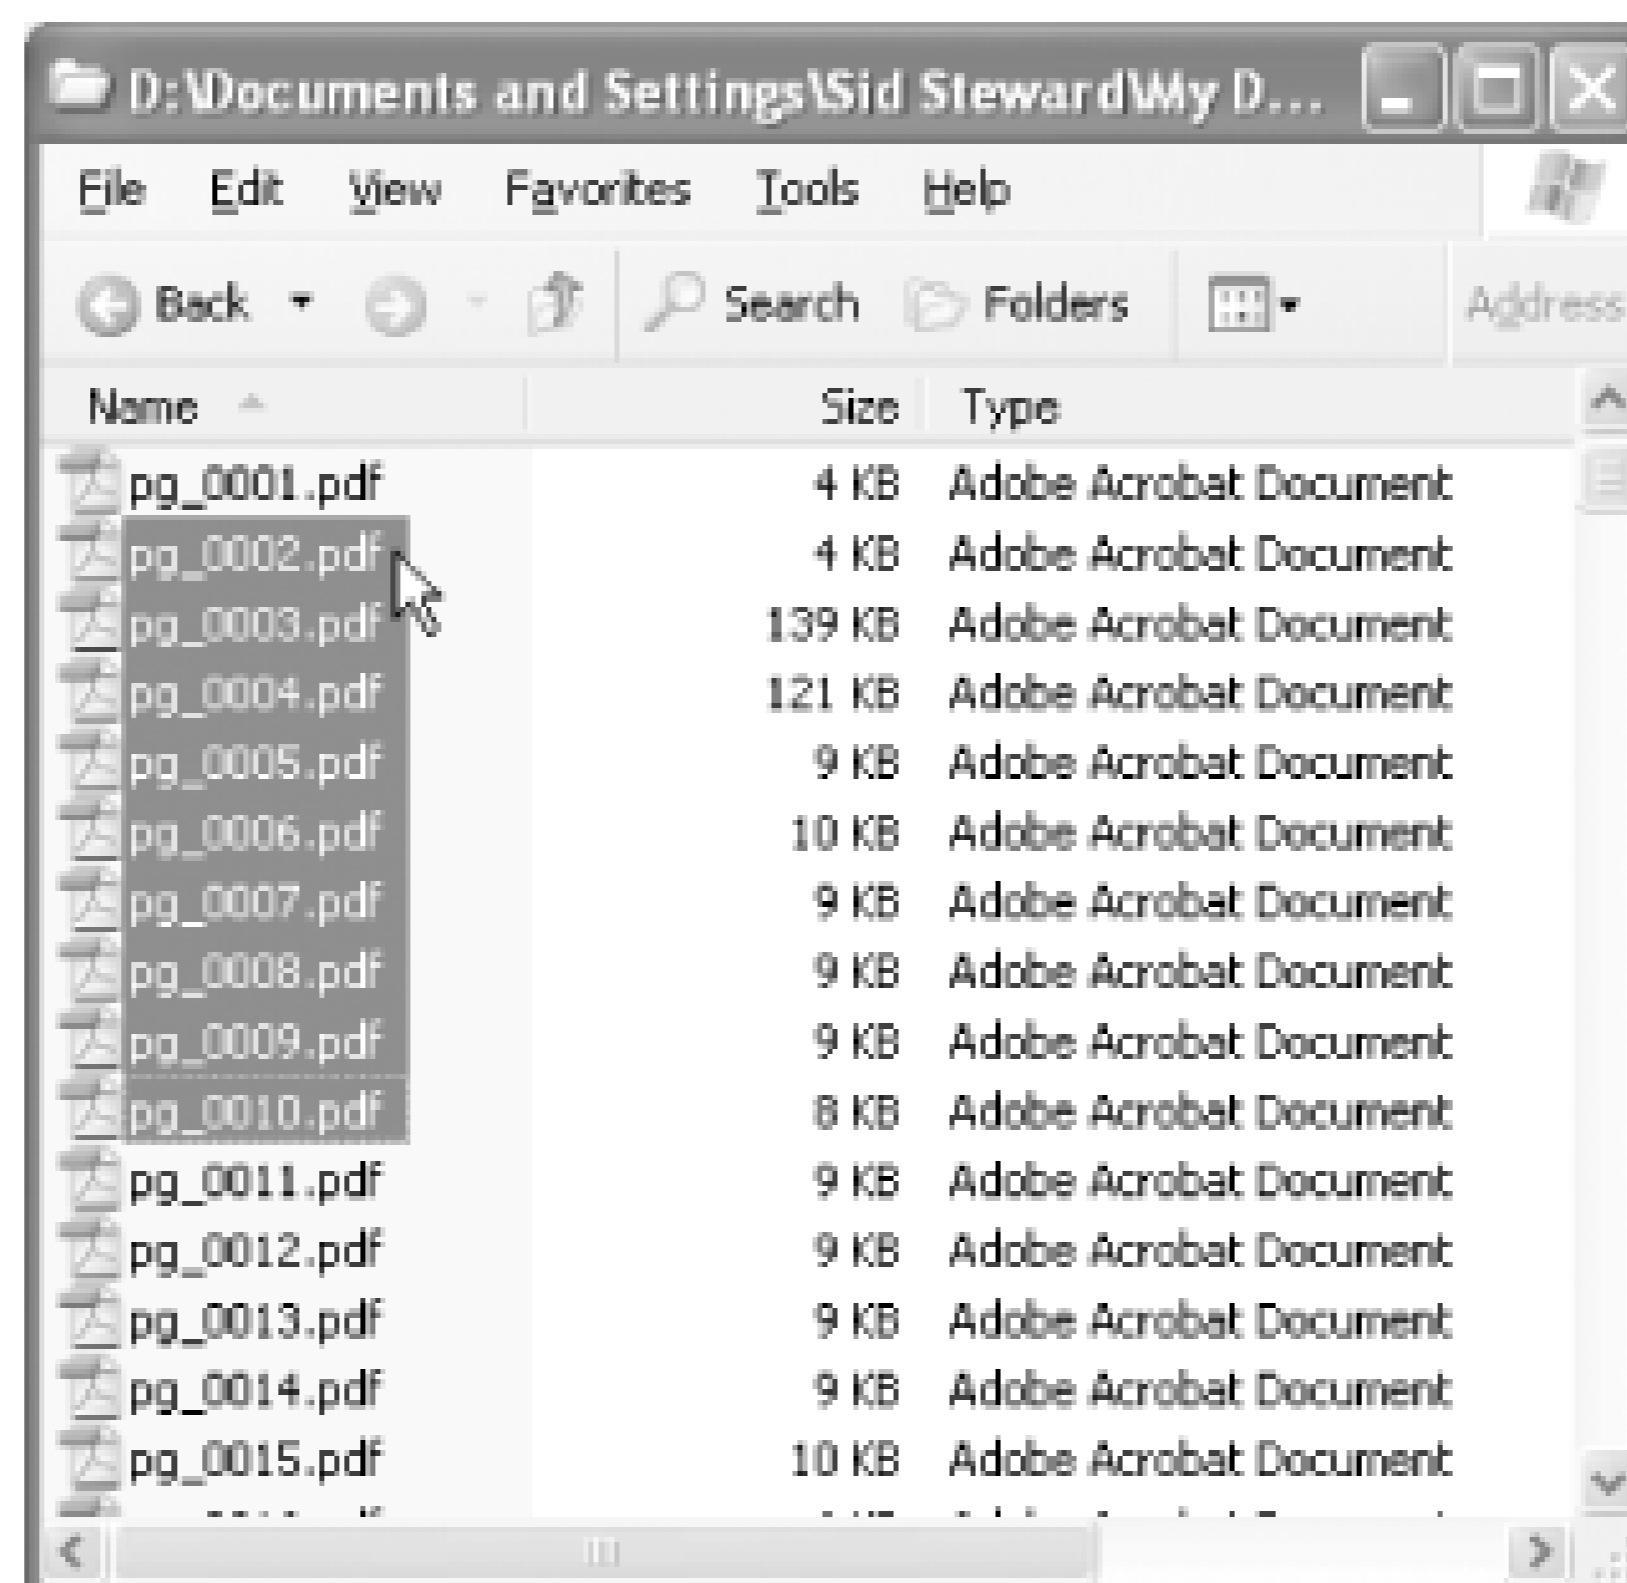 D:\Documents and Settings\Sid Steward\My D...
File Edit View Favorites Tools Help
Back Search Folders Address
Name Size Type
pg_0001.pdf 4 KB Adobe Acrobat Document
pg_0002.pdf 4 KB Adobe Acrobat Document
pg_0003.pdf 139 KB Adobe Acrobat Document
pg_0004.pdf 121 KB Adobe Acrobat Document
pg_0005.pdf 9 KB Adobe Acrobat Document
pg_0006.pdf 10 KB Adobe Acrobat Document
pg_0007.pdf 9 KB Adobe Acrobat Document
pg_0008.pdf 9 KB Adobe Acrobat Document
pg_0009.pdf 9 KB Adobe Acrobat Document
pg_0010.pdf 8 KB Adobe Acrobat Document
pg_0011.pdf 9 KB Adobe Acrobat Document
pg_0012.pdf 9 KB Adobe Acrobat Document
pg_0013.pdf 9 KB Adobe Acrobat Document
pg_0014.pdf 9 KB Adobe Acrobat Document
pg_0015.pdf 10 KB Adobe Acrobat Document